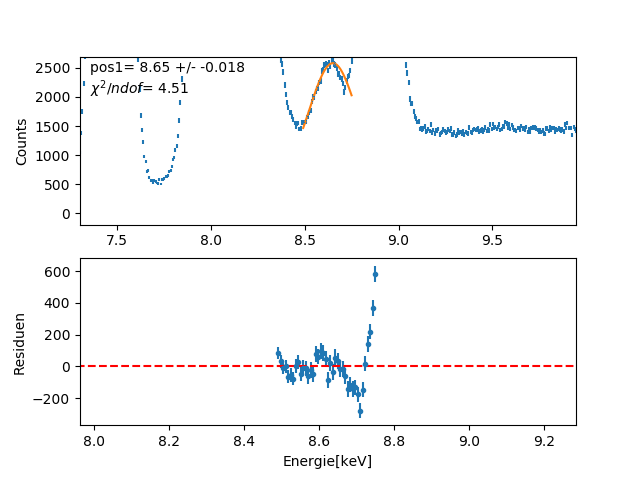 pos1= 8.65 +/- -0.018
χ²/ndof= 4.51
Counts
2500
2000
1500
1000
500
0
7.5 8.0 8.5 9.0 9.5
Residuen
600
400
200
0
−200
8.0 8.2 8.4 8.6 8.8 9.0 9.2
Energie[keV]